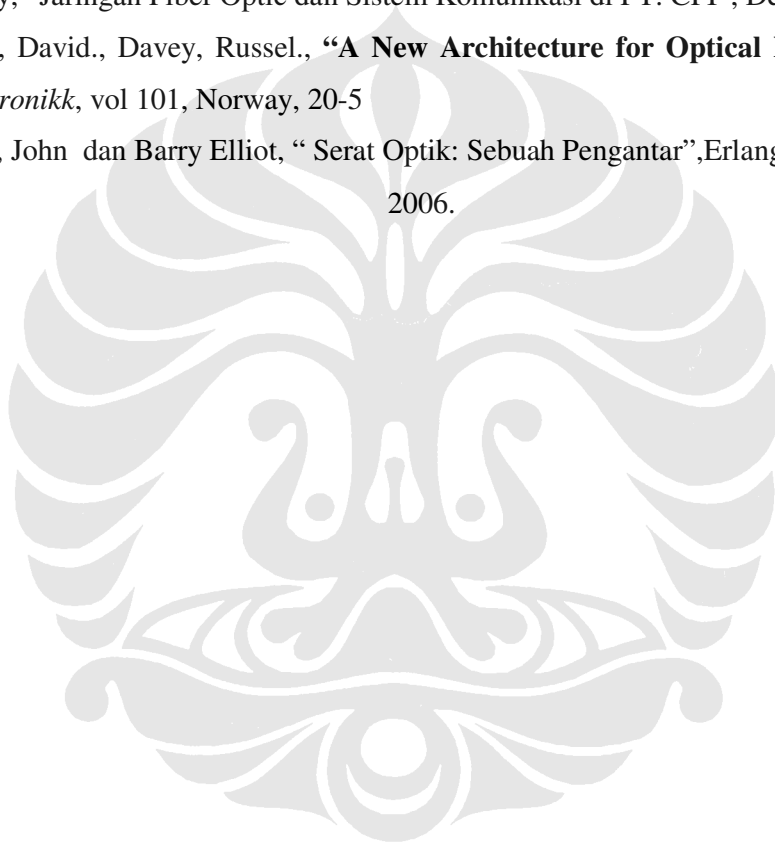 Jaringan Fiber Optic dan Sistem Komunikasi di PT. CPI", De
, David., Davey, Russel., “A New Architecture for Optical
ronikk, vol 101, Norway, 20-5
, John dan Barry Elliot, “ Serat Optik: Sebuah Pengantar”,Erlang
2006.